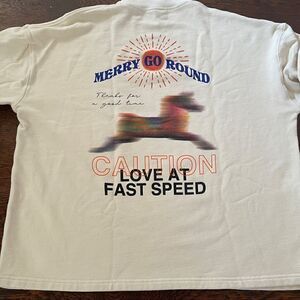 MERRY GO ROUND
Thanks for
a good time
CAUTION
LOVE AT
FAST SPEED